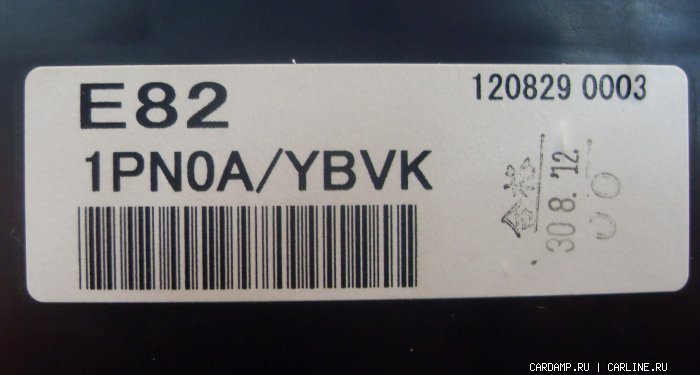 E82
120829 0003
1PN0A/YBVK
合格
30 8. '12.
CARDAMP.RU | CARLINE.RU